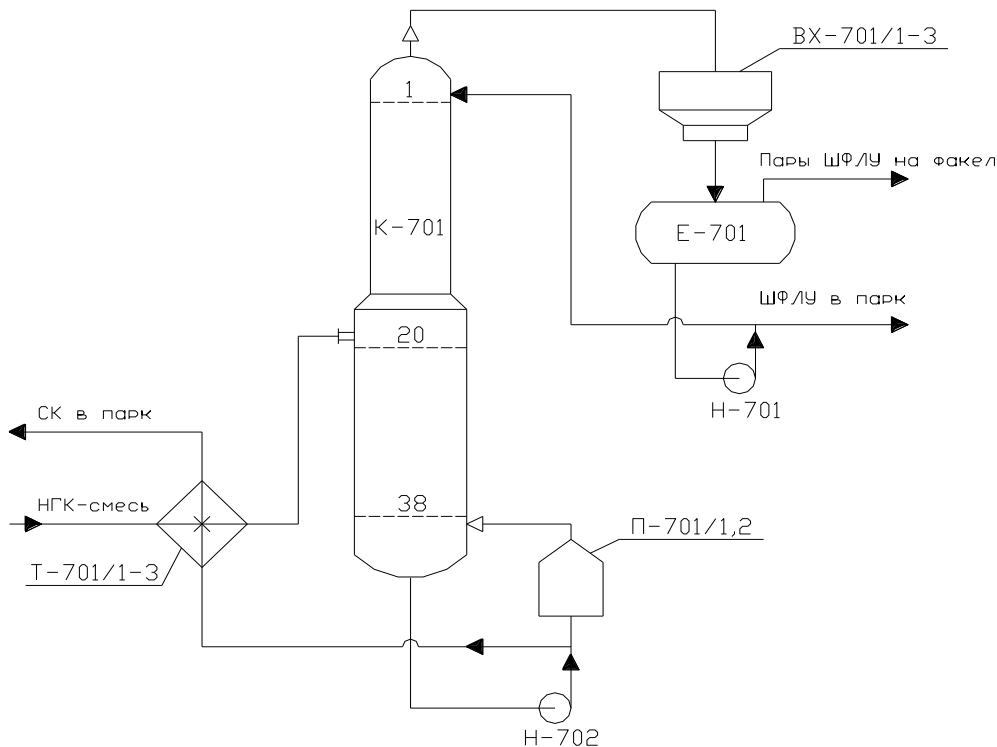 ВХ-701/1-3
1
Пары ШФЛУ на факел
К-701
Е-701
ШФЛУ в парк
20
Н-701
СК в парк
НГК-смесь
38
П-701/1,2
Т-701/1-3
Н-702